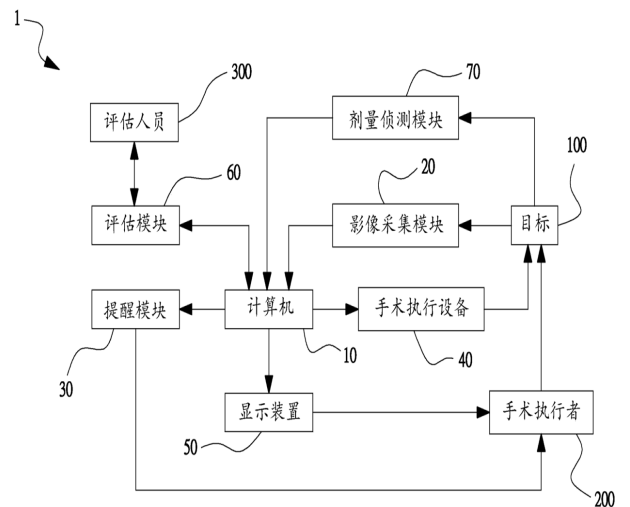 1
300
评估人员
70
剂量侦测模块
100
60
20
评估模块
影像采集模块
目标
提醒模块
计算机
手术执行设备
30
10
40
显示装置
手术执行者
50
200